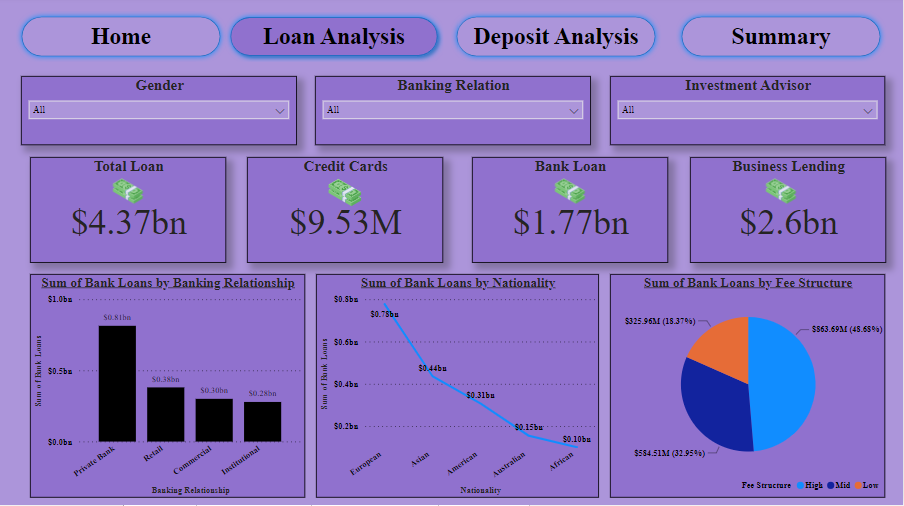 Home
Loan Analysis
Deposit Analysis
Summary
Gender
All
Banking Relation
All
Investment Advisor
All
Total Loan
$4.37bn
Credit Cards
$9.53M
Bank Loan
$1.77bn
Business Lending
$2.6bn
Sum of Bank Loans by Banking Relationship
Sum of Bank Loans
$1.0bn
$0.5bn
$0.0bn
$0.81bn
$0.38bn
$0.30bn
$0.28bn
Private Bank
Retail
Commercial
Institutional
Banking Relationship
Sum of Bank Loans by Nationality
Sum of Bank Loans
$0.8bn
$0.6bn
$0.4bn
$0.2bn
$0.78bn
$0.44bn
$0.31bn
$0.15bn
$0.10bn
European
Asian
American
Australian
African
Nationality
Sum of Bank Loans by Fee Structure
$325.96M (18.37%)
$863.69M (48.68%)
$584.51M (32.95%)
Fee Structure High Mid Low